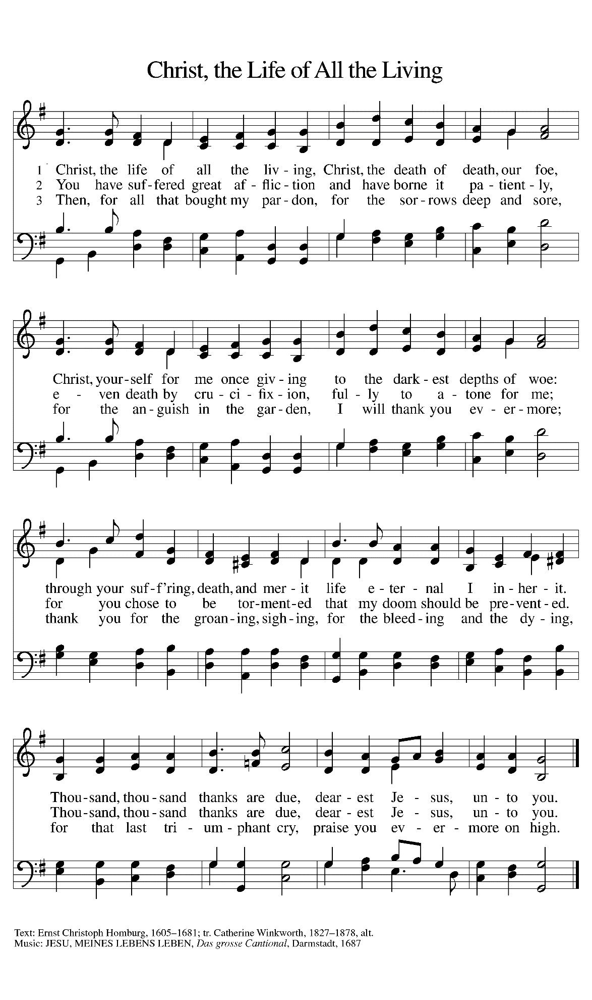 Christ, the Life of All the Living
1 Christ, the life of all the liv - ing, Christ, the death of death, our foe,
2 You have suf - fered great af - flic - tion and have borne it pa - tient - ly,
3 Then, for all that bought my par - don, for the sor - rows deep and sore,
Christ, your - self for me once giv - ing to the dark - est depths of woe:
e - ven death by cru - ci - fix - ion, ful - ly to a - tone for me;
for the an - guish in the gar - den, I will thank you ev - er - more;
through your suf - f'ring, death, and mer - it life e - ter - nal I in - her - it.
for you chose to be tor - ment - ed that my doom should be pre - vent - ed.
thank you for the groan - ing, sigh - ing, for the bleed - ing and the dy - ing,
Thou - sand, thou - sand thanks are due, dear - est Je - sus, un - to you.
Thou - sand, thou - sand thanks are due, dear - est Je - sus, un - to you.
for that last tri - um - phant cry, praise you ev - er - more on high.
Text: Ernst Christoph Homburg, 1605–1681; tr. Catherine Winkworth, 1827–1878, alt.
Music: JESU, MEINES LEBENS LEBEN, Das grosse Cantional, Darmstadt, 1687